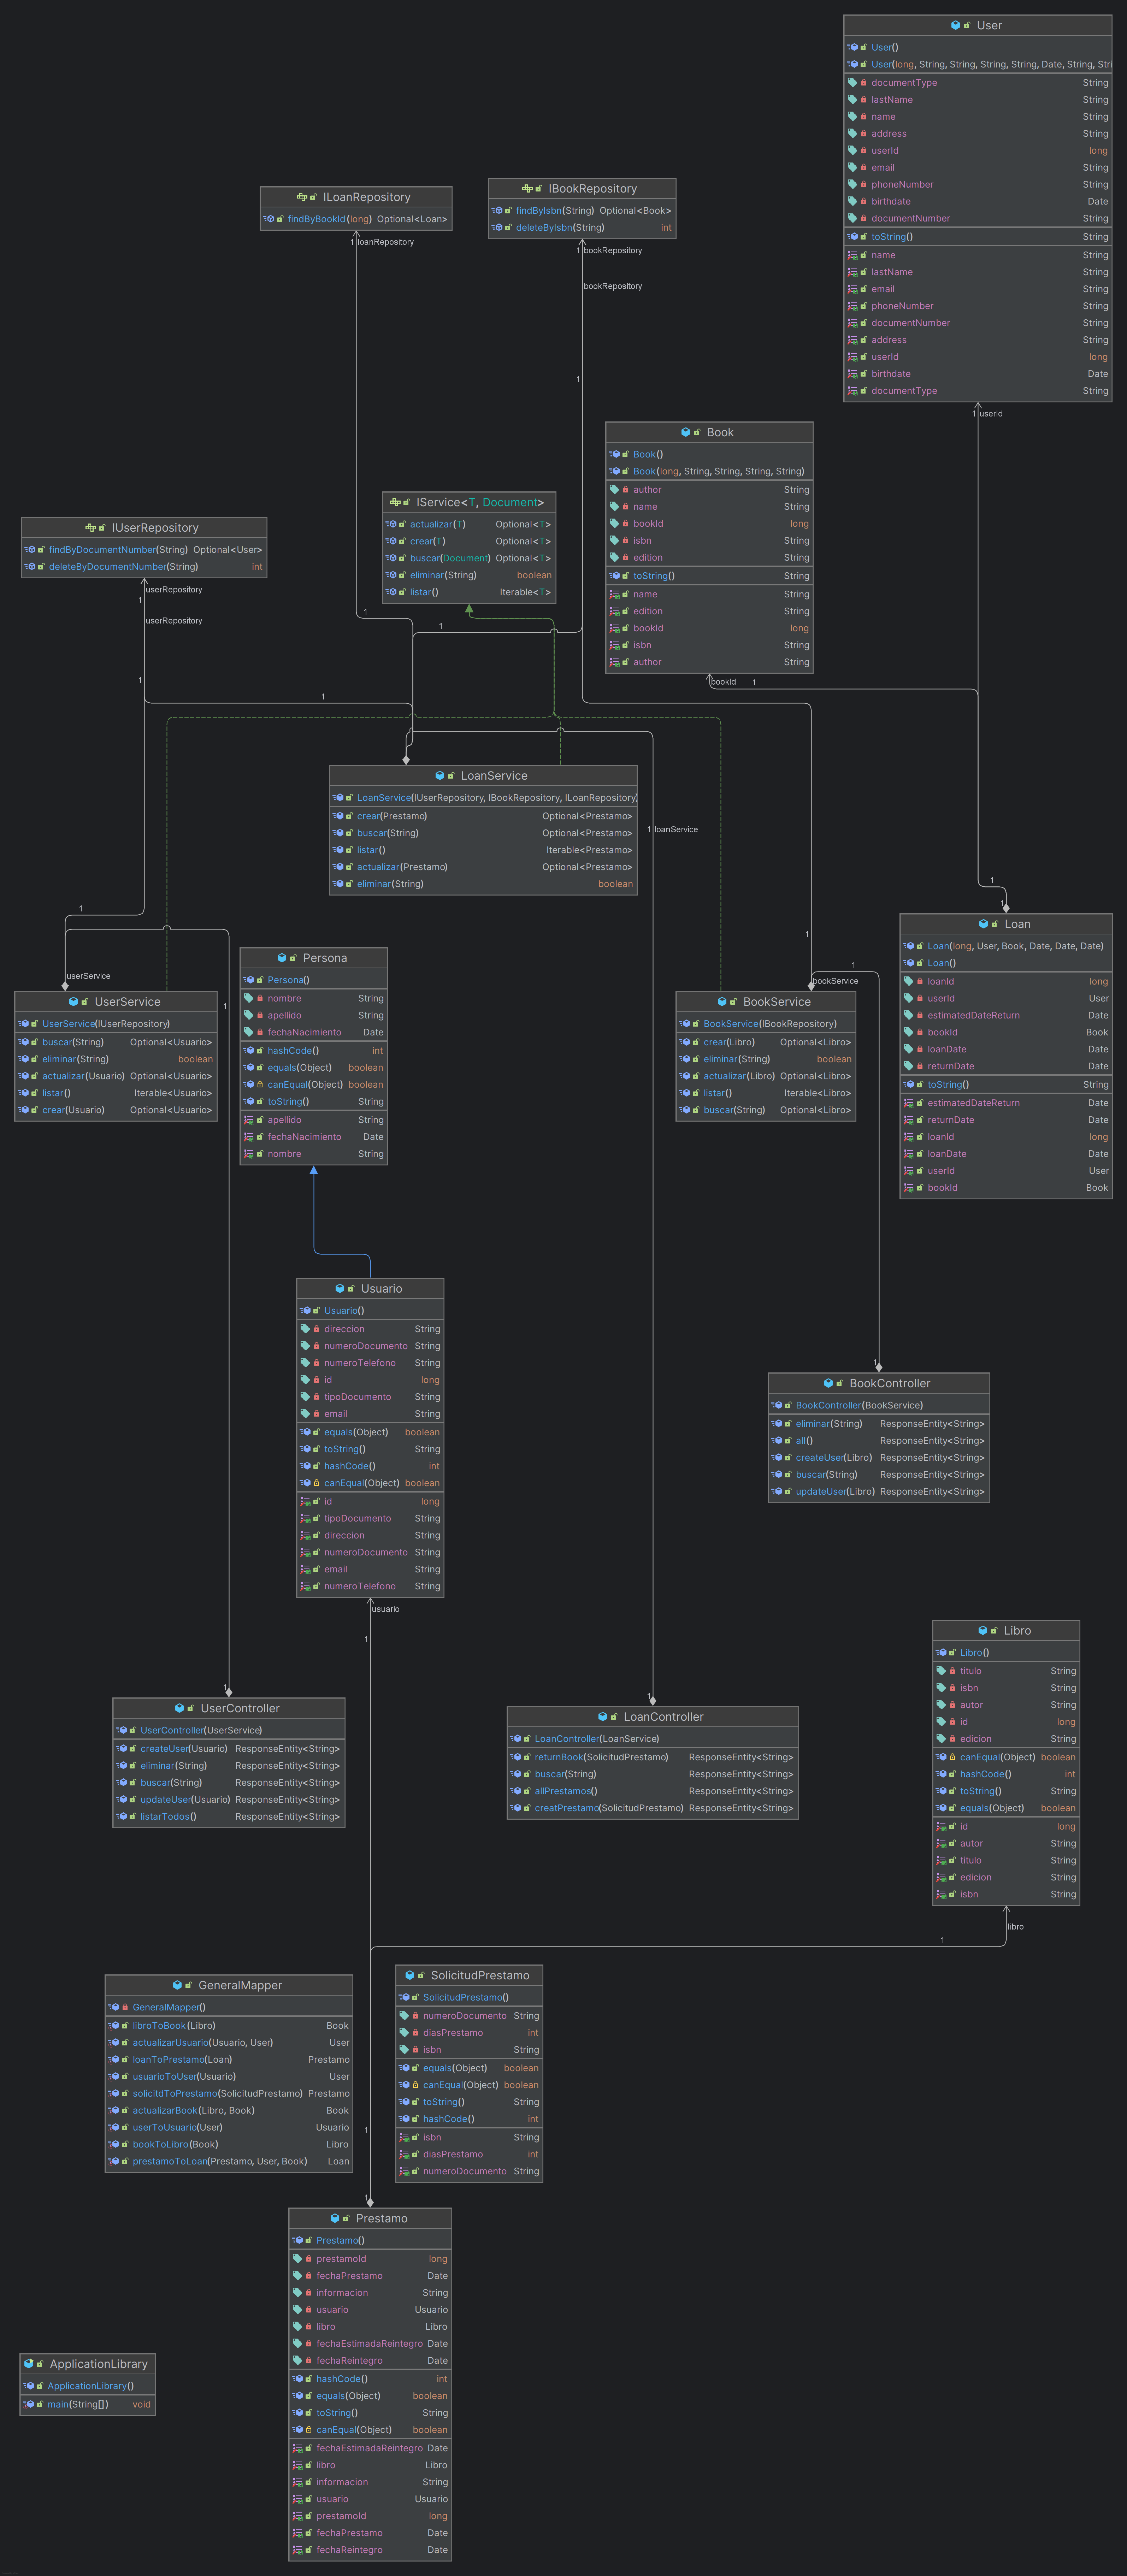 User
User()
User(long, String, String, String, String, Date, String, Stri
documentType String
lastName String
name String
address String
userId long
email String
phoneNumber String
birthdate Date
documentNumber String
toString() String
name String
lastName String
email String
phoneNumber String
documentNumber String
address String
userId long
birthdate Date
documentType String
1 userId
ILoanRepository
findByBookId(long) Optional<Loan>
1 loanRepository
IBookRepository
findByIsbn(String) Optional<Book>
deleteByIsbn(String) int
1 bookRepository
bookRepository
1
Book
Book()
Book(long, String, String, String, String)
author String
name String
bookId long
isbn String
edition String
toString() String
name String
edition String
bookId long
isbn String
author String
bookId 1
IService<T, Document>
actualizar(T) Optional<T>
crear(T) Optional<T>
buscar(Document) Optional<T>
eliminar(String) boolean
listar() Iterable<T>
IUserRepository
findByDocumentNumber(String) Optional<User>
deleteByDocumentNumber(String) int
userRepository
1
userRepository
1
1
1
1
LoanService
LoanService(IUserRepository, IBookRepository, ILoanRepository)
crear(Prestamo) Optional<Prestamo>
buscar(String) Optional<Prestamo>
listar() Iterable<Prestamo>
actualizar(Prestamo) Optional<Prestamo>
eliminar(String) boolean
1 loanService
1
1
Loan
Loan(long, User, Book, Date, Date, Date)
Loan()
loanId long
userId User
estimatedDateReturn Date
bookId Book
loanDate Date
returnDate Date
toString() String
estimatedDateReturn Date
returnDate Date
loanId long
loanDate Date
userId User
bookId Book
1
userService
1
UserService
UserService(IUserRepository)
buscar(String) Optional<Usuario>
eliminar(String) boolean
actualizar(Usuario) Optional<Usuario>
listar() Iterable<Usuario>
crear(Usuario) Optional<Usuario>
Persona
Persona()
nombre String
apellido String
fechaNacimiento Date
hashCode() int
equals(Object) boolean
canEqual(Object) boolean
toString() String
apellido String
fechaNacimiento Date
nombre String
1
1
bookService
BookService
BookService(IBookRepository)
crear(Libro) Optional<Libro>
eliminar(String) boolean
actualizar(Libro) Optional<Libro>
listar() Iterable<Libro>
buscar(String) Optional<Libro>
Usuario
Usuario()
direccion String
numeroDocumento String
numeroTelefono String
id long
tipoDocumento String
email String
equals(Object) boolean
toString() String
hashCode() int
canEqual(Object) boolean
id long
tipoDocumento String
direccion String
numeroDocumento String
email String
numeroTelefono String
usuario
1
1
BookController
BookController(BookService)
eliminar(String) ResponseEntity<String>
all() ResponseEntity<String>
createUser(Libro) ResponseEntity<String>
buscar(String) ResponseEntity<String>
updateUser(Libro) ResponseEntity<String>
Libro
Libro()
titulo String
isbn String
autor String
id long
edicion String
canEqual(Object) boolean
hashCode() int
toString() String
equals(Object) boolean
id long
autor String
titulo String
edicion String
isbn String
libro
1
1
UserController
UserController(UserService)
createUser(Usuario) ResponseEntity<String>
eliminar(String) ResponseEntity<String>
buscar(String) ResponseEntity<String>
updateUser(Usuario) ResponseEntity<String>
listarTodos() ResponseEntity<String>
1
LoanController
LoanController(LoanService)
returnBook(SolicitudPrestamo) ResponseEntity<String>
buscar(String) ResponseEntity<String>
allPrestamos() ResponseEntity<String>
creatPrestamo(SolicitudPrestamo) ResponseEntity<String>
GeneralMapper
GeneralMapper()
libroToBook(Libro) Book
actualizarUsuario(Usuario, User) User
loanToPrestamo(Loan) Prestamo
usuarioToUser(Usuario) User
solicitdToPrestamo(SolicitudPrestamo) Prestamo
actualizarBook(Libro, Book) Book
userToUsuario(User) Usuario
bookToLibro(Book) Libro
prestamoToLoan(Prestamo, User, Book) Loan
SolicitudPrestamo
SolicitudPrestamo()
numeroDocumento String
diasPrestamo int
isbn String
equals(Object) boolean
canEqual(Object) boolean
toString() String
hashCode() int
isbn String
diasPrestamo int
numeroDocumento String
1
1
Prestamo
Prestamo()
prestamoId long
fechaPrestamo Date
informacion String
usuario Usuario
libro Libro
fechaEstimadaReintegro Date
fechaReintegro Date
hashCode() int
equals(Object) boolean
toString() String
canEqual(Object) boolean
fechaEstimadaReintegro Date
libro Libro
informacion String
usuario Usuario
prestamoId long
fechaPrestamo Date
fechaReintegro Date
ApplicationLibrary
ApplicationLibrary()
main(String[]) void